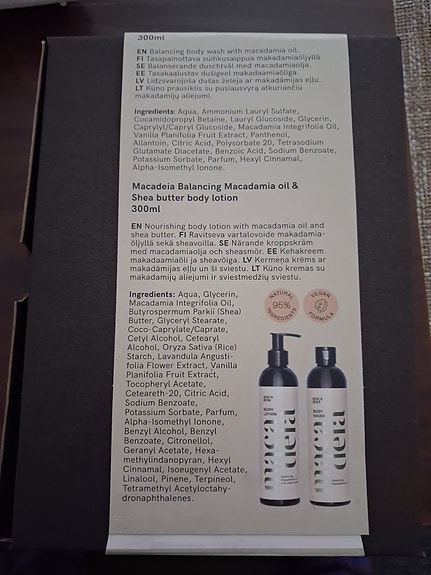 300ml
EN Balancing body wash with macadamia oil.
FI Tasapainottava suihkusaippua makadamiaöljyllä.
SE Balanserande duschtvål med macadamiaolja.
EE Tasakaalustav dušigeel makadaamiaõliga.
LV Līdzsvarojoša dušas želeja ar makadāmijas eļļu.
LT Kūno prausiklis su pusiausvyrą atkuriančiu
makadamijų aliejumi.
Ingredients: Aqua, Ammonium Lauryl Sulfate,
Cocamidopropyl Betaine, Lauryl Glucoside, Glycerin,
Caprylyl/Capryl Glucoside, Macadamia Integrifolia Oil,
Vanilla Planifolia Fruit Extract, Panthenol,
Allantoin, Citric Acid, Polysorbate 20, Tetrasodium
Glutamate Diacetate, Benzoic Acid, Sodium Benzoate,
Potassium Sorbate, Parfum, Hexyl Cinnamal,
Alpha-Isomethyl Ionone.
Macadeia Balancing Macadamia oil &
Shea butter body lotion
300ml
EN Nourishing body lotion with macadamia oil and
shea butter. FI Ravitseva vartalovoide makadamia-
öljyllä sekä sheavoilla. SE Närande kroppskräm
med macadamiaolja och sheasmör. EE Kehakreem
makadaamiaõli ja sheavõiga. LV Ķermeņa krēms ar
makadāmijas eļļu un šī sviestu. LT Kūno kremas su
makadamijų aliejumi ir sviestmedžių sviestu.
Ingredients: Aqua, Glycerin,
Macadamia Integrifolia Oil,
Butyrospermum Parkii (Shea)
Butter, Glyceryl Stearate,
Coco-Caprylate/Caprate,
Cetyl Alcohol, Cetearyl
Alcohol, Oryza Sativa (Rice)
Starch, Lavandula Angusti-
folia Flower Extract, Vanilla
Planifolia Fruit Extract,
Tocopheryl Acetate,
Ceteareth-20, Citric Acid,
Sodium Benzoate,
Potassium Sorbate, Parfum,
Alpha-Isomethyl Ionone,
Benzyl Alcohol, Benzyl
Benzoate, Citronellol,
Geranyl Acetate, Hexa-
methylindanopyran, Hexyl
Cinnamal, Isoeugenyl Acetate,
Linalool, Pinene, Terpineol,
Tetramethyl Acetyloctahy-
dronaphthalenes.
NATURAL
95%
INGREDIENTS
VEGAN
FORMULA
BODY
LOTION
maca
deia
BODY
WASH
maca
deia